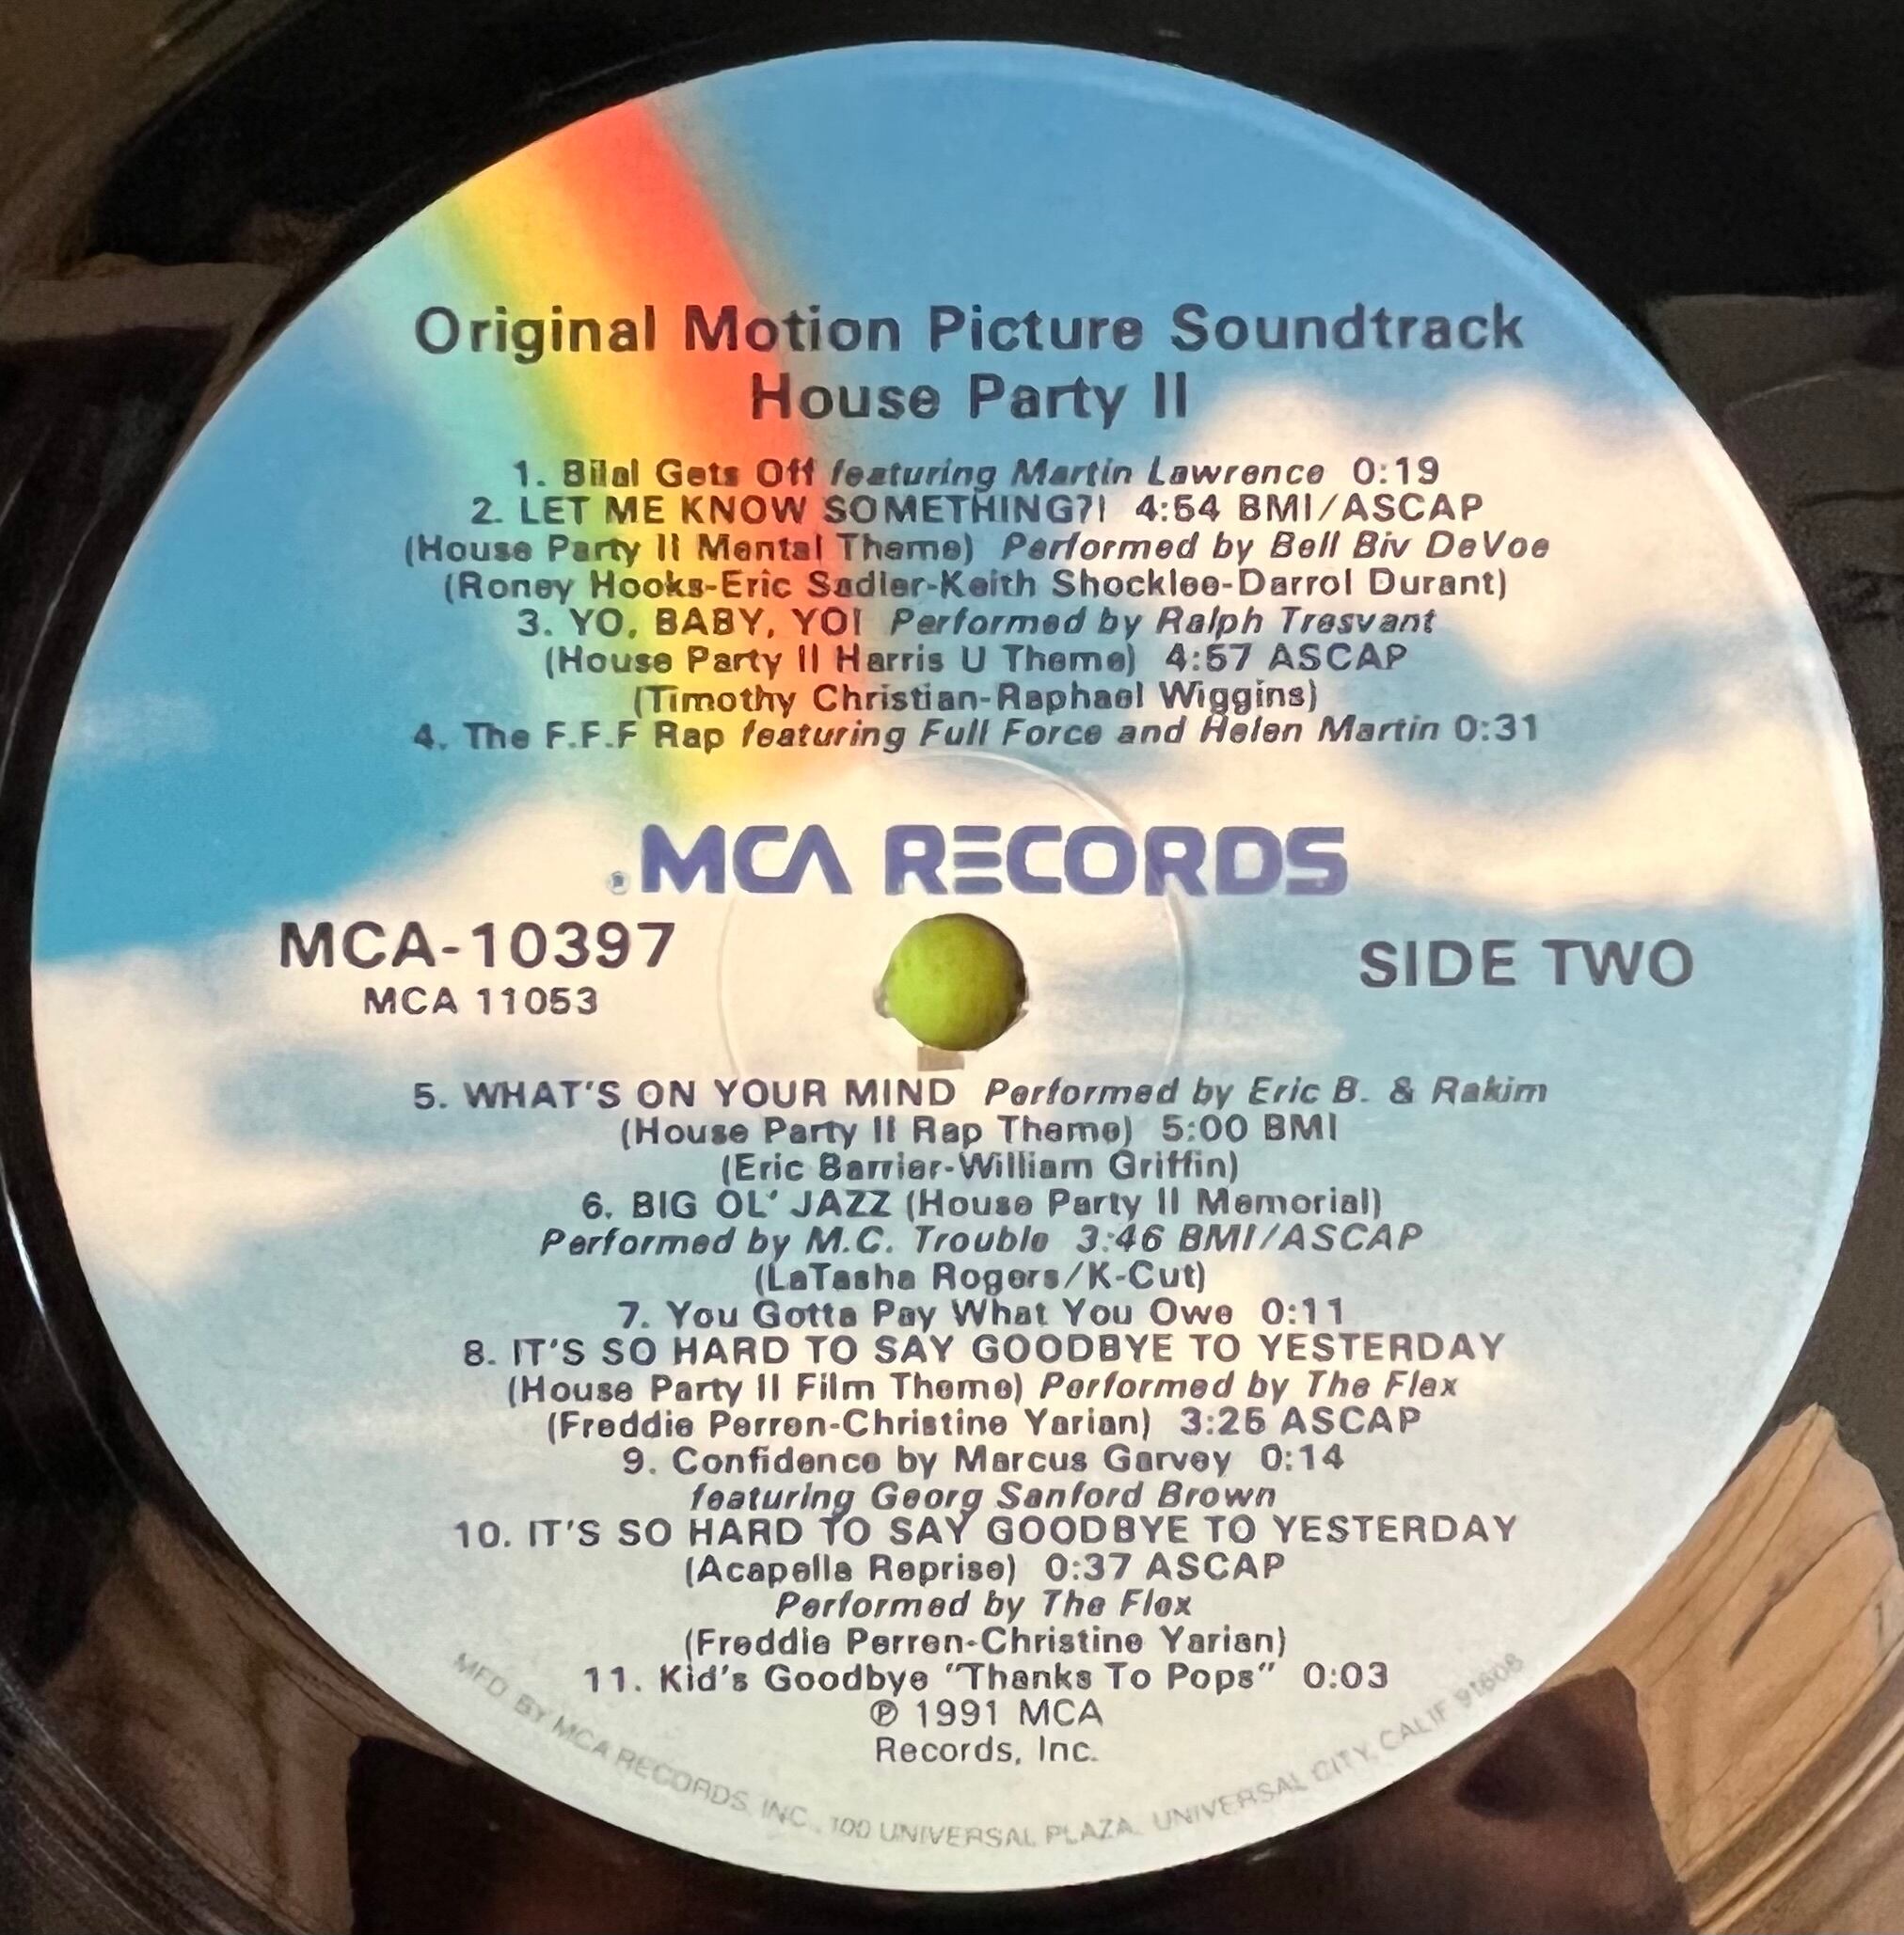 Original Motion Picture Soundtrack
House Party II
1. Bilal Gets Off featuring Martin Lawrence 0:19
2. LET ME KNOW SOMETHING?! 4:54 BMI/ASCAP
(House Party II Mental Theme) Performed by Bell Biv DeVoe
(Roney Hooks-Eric Sadler-Keith Shocklee-Darrol Durant)
3. YO, BABY, YO! Performed by Ralph Tresvant
(House Party II Harris U Theme) 4:57 ASCAP
(Timothy Christian-Raphael Wiggins)
4. The F.F.F Rap featuring Full Force and Helen Martin 0:31
MCA RECORDS
®
MCA-10397
MCA 11053
SIDE TWO
5. WHAT'S ON YOUR MIND Performed by Eric B. & Rakim
(House Party II Rap Theme) 5:00 BMI
(Eric Barrier-William Griffin)
6. BIG OL' JAZZ (House Party II Memorial)
Performed by M.C. Trouble 3:46 BMI/ASCAP
(LaTasha Rogers/K-Cut)
7. You Gotta Pay What You Owe 0:11
8. IT'S SO HARD TO SAY GOODBYE TO YESTERDAY
(House Party II Film Theme) Performed by The Flex
(Freddie Perren-Christine Yarian) 3:25 ASCAP
9. Confidence by Marcus Garvey 0:14
featuring Georg Sanford Brown
10. IT'S SO HARD TO SAY GOODBYE TO YESTERDAY
(Acapella Reprise) 0:37 ASCAP
Performed by The Flex
(Freddie Perren-Christine Yarian)
11. Kid's Goodbye "Thanks To Pops" 0:03
℗ 1991 MCA
Records, Inc.
MFD. BY MCA RECORDS, INC., 100 UNIVERSAL PLAZA, UNIVERSAL CITY, CALIF 91608